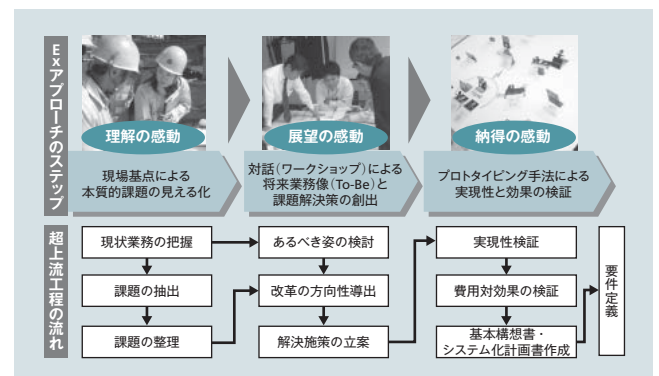 Exアプローチのステップ
理解の感動
展望の感動
納得の感動
現場基点による
本質的課題の見える化
対話（ワークショップ）による
将来業務像（To-Be）と
課題解決策の創出
プロトタイピング手法による
実現性と効果の検証
超上流工程の流れ
現状業務の把握
課題の抽出
課題の整理
あるべき姿の検討
改革の方向性導出
解決施策の立案
実現性検証
費用対効果の検証
基本構想書・
システム化計画書作成
要件定義